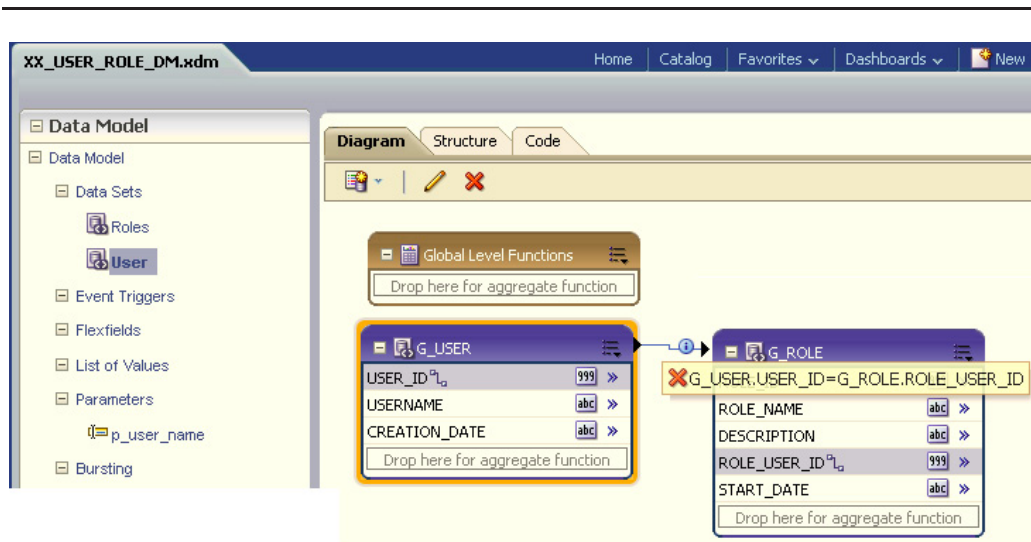 XX_USER_ROLE_DM.xdm
Home Catalog Favorites Dashboards New
Data Model
Data Model
Data Sets
Roles
User
Event Triggers
Flexfields
List of Values
Parameters
p_user_name
Bursting
Diagram Structure Code
Global Level Functions
Drop here for aggregate function
G_USER
USER_ID 999
USERNAME abc
CREATION_DATE abc
Drop here for aggregate function
G_ROLE
G_USER.USER_ID=G_ROLE.ROLE_USER_ID
ROLE_NAME abc
DESCRIPTION abc
ROLE_USER_ID 999
START_DATE abc
Drop here for aggregate function